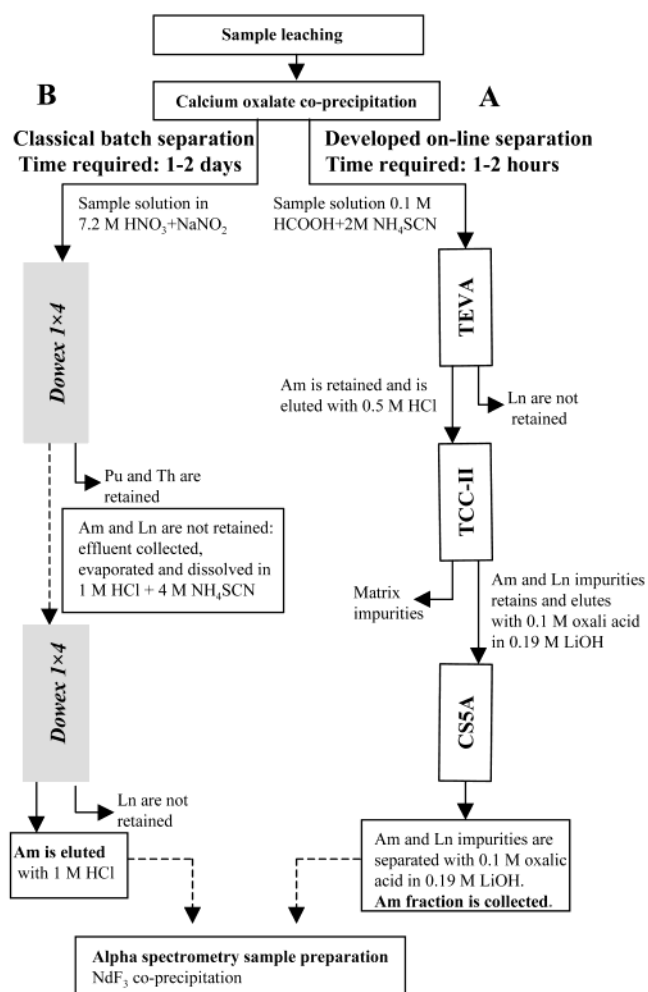 Sample leaching
Calcium oxalate co-precipitation
B
Classical batch separation
Time required: 1-2 days
A
Developed on-line separation
Time required: 1-2 hours
Sample solution in
7.2 M HNO₃+NaNO₂
Dowex 1×4
Pu and Th are
retained
Am and Ln are not retained:
effluent collected,
evaporated and dissolved in
1 M HCl + 4 M NH₄SCN
Dowex 1×4
Ln are not
retained
Am is eluted
with 1 M HCl
Sample solution 0.1 M
HCOOH+2M NH₄SCN
TEVA
Am is retained and is
eluted with 0.5 M HCl
Ln are not
retained
TCC-II
Matrix
impurities
Am and Ln impurities
retains and elutes
with 0.1 M oxali acid
in 0.19 M LiOH
CS5A
Am and Ln impurities are
separated with 0.1 M oxalic
acid in 0.19 M LiOH.
Am fraction is collected.
Alpha spectrometry sample preparation
NdF₃ co-precipitation